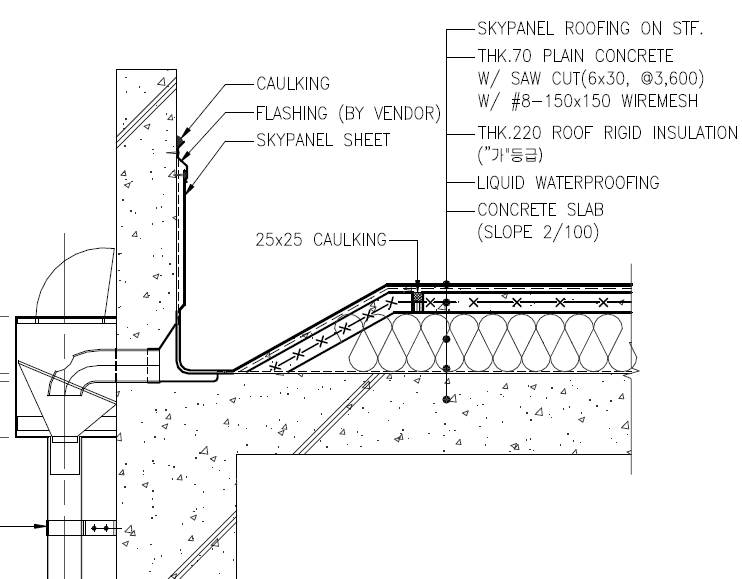 SKYPANEL ROOFING ON STF.
THK.70 PLAIN CONCRETE
W/ SAW CUT(6x30, @3,600)
W/ #8-150x150 WIREMESH
THK.220 ROOF RIGID INSULATION
("가"등급)
LIQUID WATERPROOFING
CONCRETE SLAB
(SLOPE 2/100)
CAULKING
FLASHING (BY VENDOR)
SKYPANEL SHEET
25x25 CAULKING